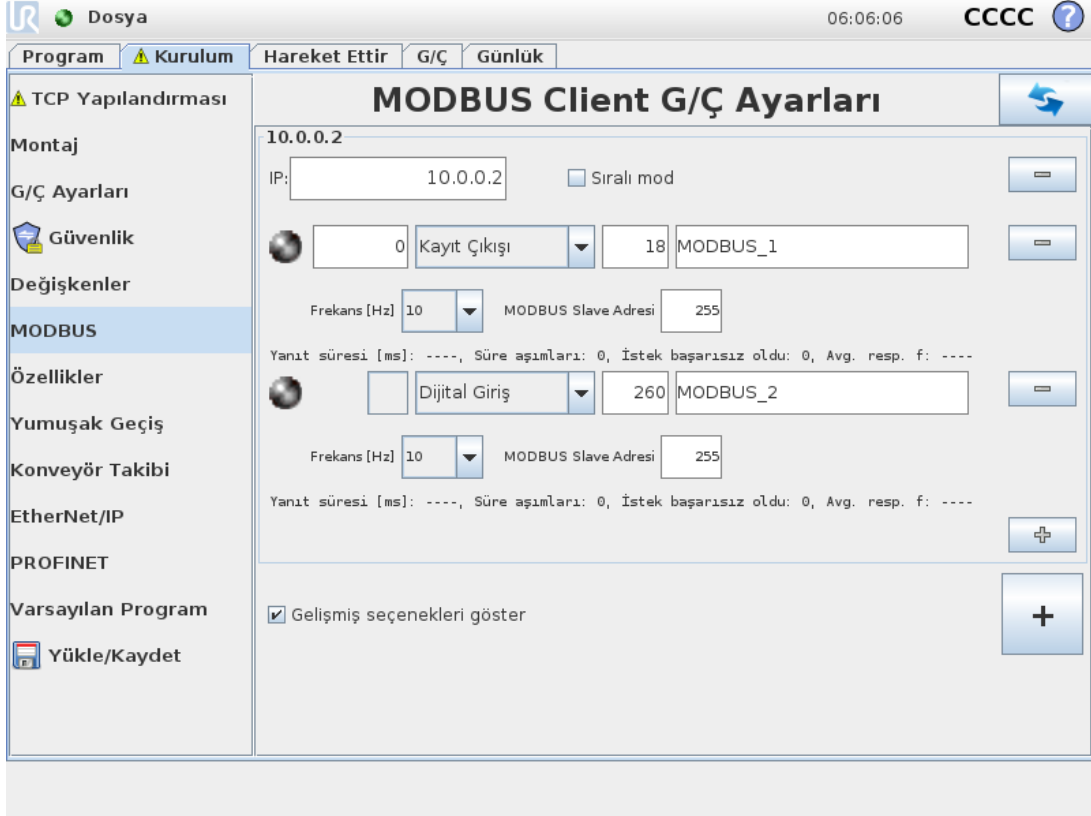 UR Dosya 06:06:06 CCCC ?
Program Kurulum Hareket Ettir G/Ç Günlük
TCP Yapılandırması
Montaj
G/Ç Ayarları
Güvenlik
Değişkenler
MODBUS
Özellikler
Yumuşak Geçiş
Konveyör Takibi
EtherNet/IP
PROFINET
Varsayılan Program
Yükle/Kaydet
MODBUS Client G/Ç Ayarları
10.0.0.2
IP: 10.0.0.2 Sıralı mod
0 Kayıt Çıkışı 18 MODBUS_1
Frekans [Hz] 10 MODBUS Slave Adresi 255
Yanıt süresi [ms]: ----, Süre aşımları: 0, İstek başarısız oldu: 0, Avg. resp. f: ----
Dijital Giriş 260 MODBUS_2
Frekans [Hz] 10 MODBUS Slave Adresi 255
Yanıt süresi [ms]: ----, Süre aşımları: 0, İstek başarısız oldu: 0, Avg. resp. f: ----
Gelişmiş seçenekleri göster